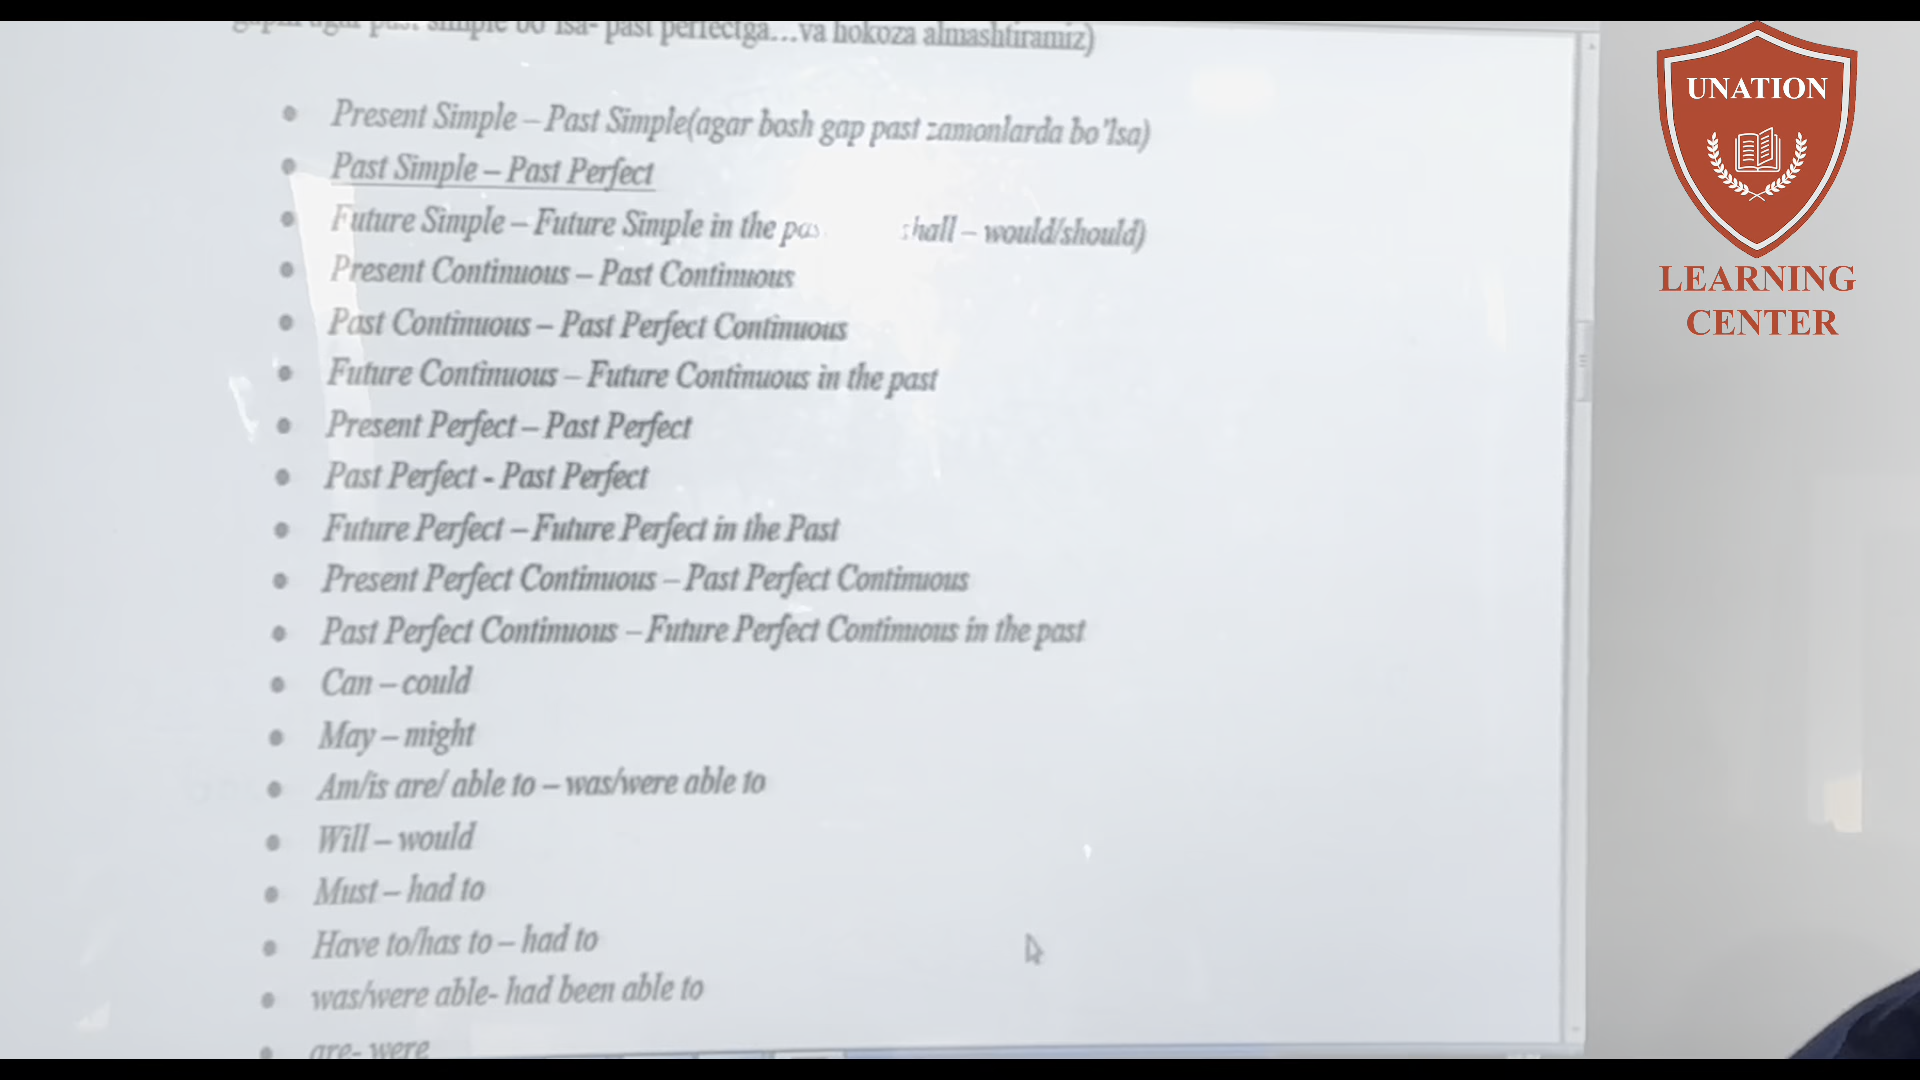 simple bo'lsa- past perfectga...va hokoza almashtiramiz)
Present Simple – Past Simple(agar bosh gap past zamonlarda bo'lsa)
Past Simple – Past Perfect
Future Simple – Future Simple in the shall – would/should)
Present Continuous – Past Continuous
Past Continuous – Past Perfect Continuous
Future Continuous – Future Continuous in the past
Present Perfect – Past Perfect
Past Perfect - Past Perfect
Future Perfect – Future Perfect in the Past
Present Perfect Continuous – Past Perfect Continuous
Past Perfect Continuous – Future Perfect Continuous in the past
Can – could
May – might
Am/is are/ able to – was/were able to
Will – would
Must – had to
Have to/has to – had to
was/were able- had been able to
are- were
UNATION
LEARNING
CENTER